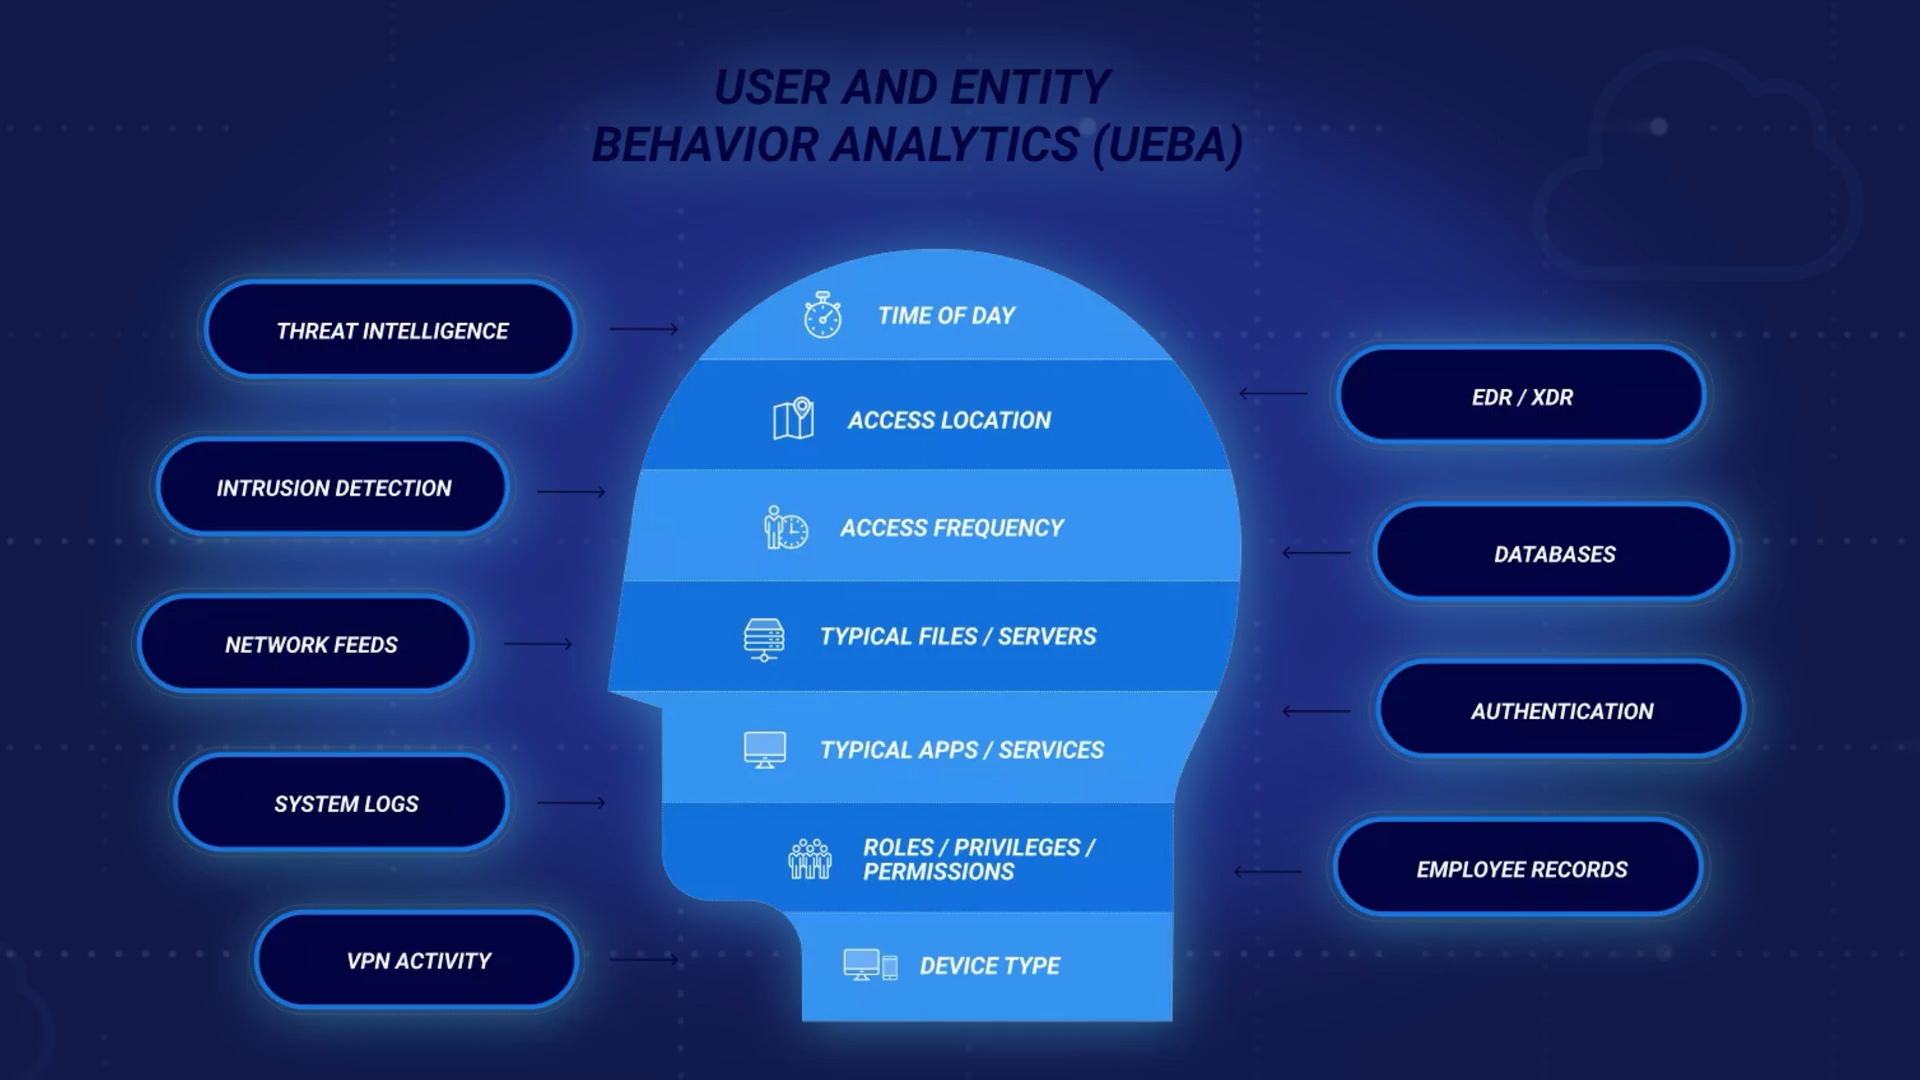 USER AND ENTITY
BEHAVIOR ANALYTICS (UEBA)
THREAT INTELLIGENCE
INTRUSION DETECTION
NETWORK FEEDS
SYSTEM LOGS
VPN ACTIVITY
TIME OF DAY
ACCESS LOCATION
ACCESS FREQUENCY
TYPICAL FILES / SERVERS
TYPICAL APPS / SERVICES
ROLES / PRIVILEGES /
PERMISSIONS
DEVICE TYPE
EDR / XDR
DATABASES
AUTHENTICATION
EMPLOYEE RECORDS